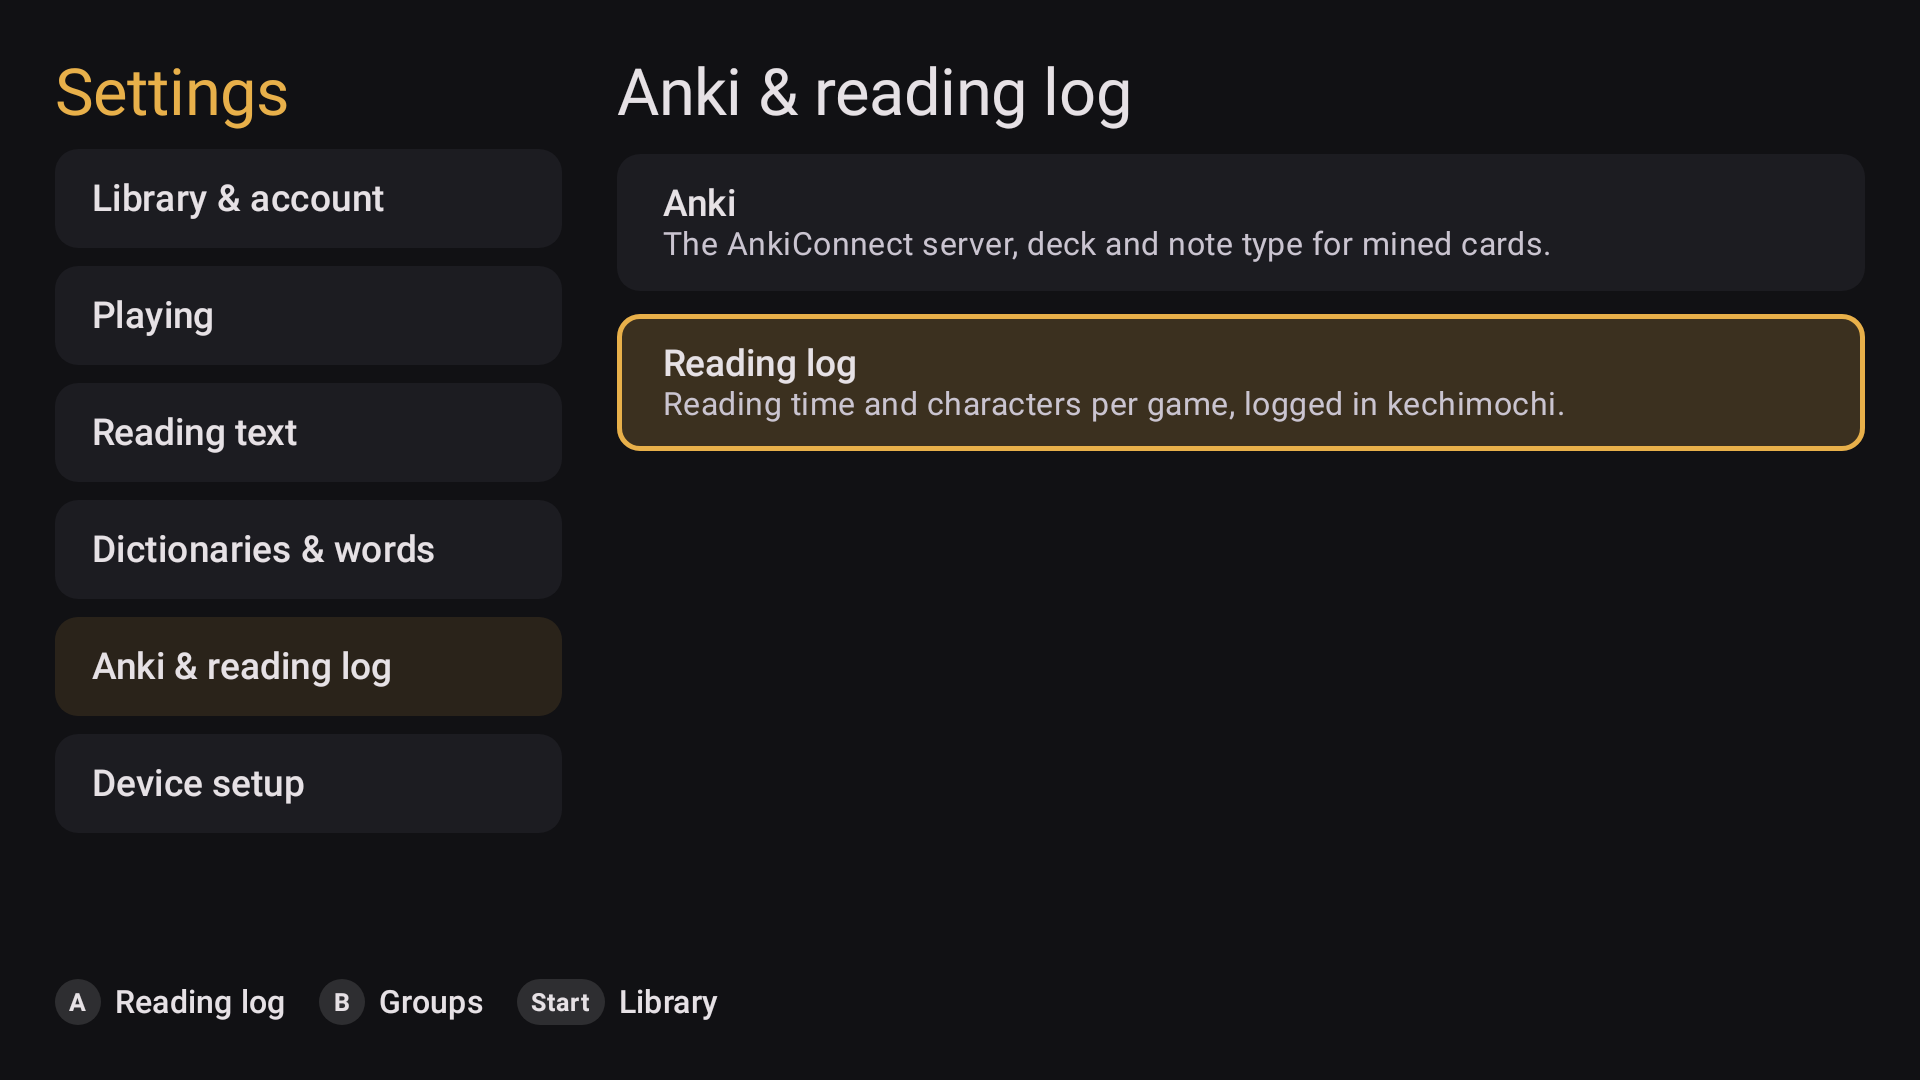 Settings
Library & account
Playing
Reading text
Dictionaries & words
Anki & reading log
Device setup
Anki & reading log
Anki
The AnkiConnect server, deck and note type for mined cards.
Reading log
Reading time and characters per game, logged in kechimochi.
A Reading log B Groups Start Library